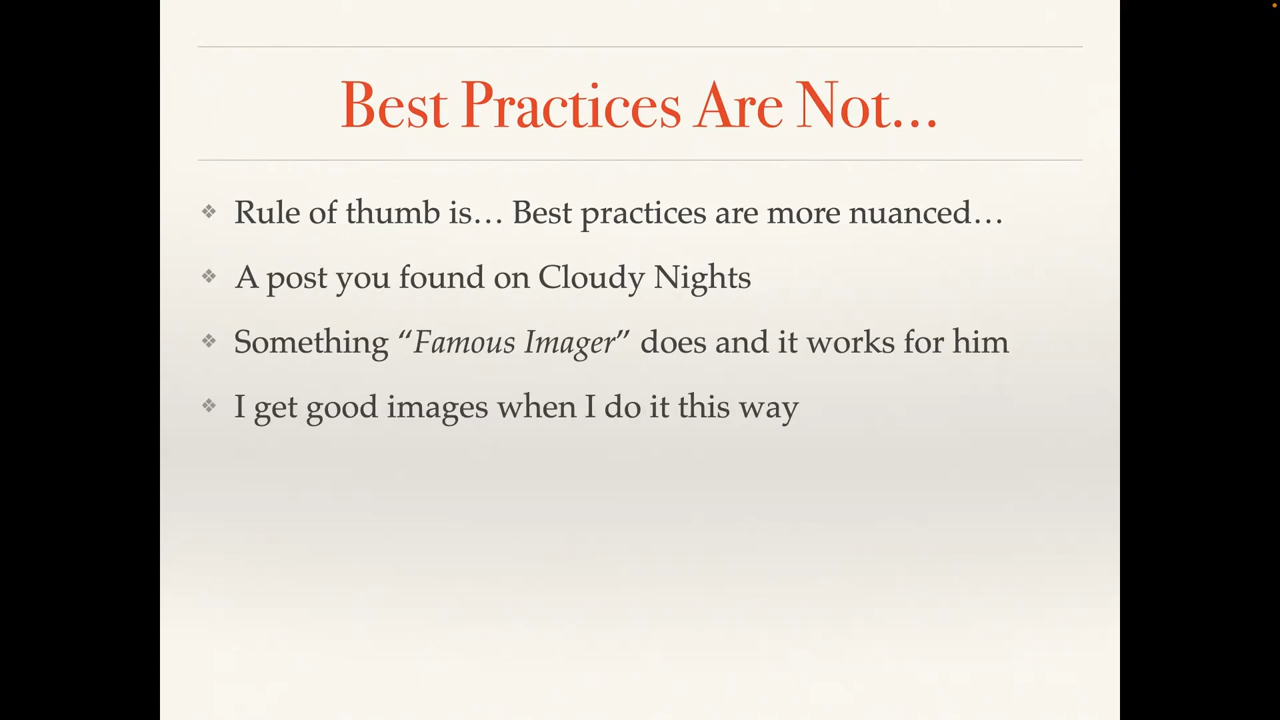 Best Practices Are Not…
Rule of thumb is… Best practices are more nuanced…
A post you found on Cloudy Nights
Something “Famous Imager” does and it works for him
I get good images when I do it this way